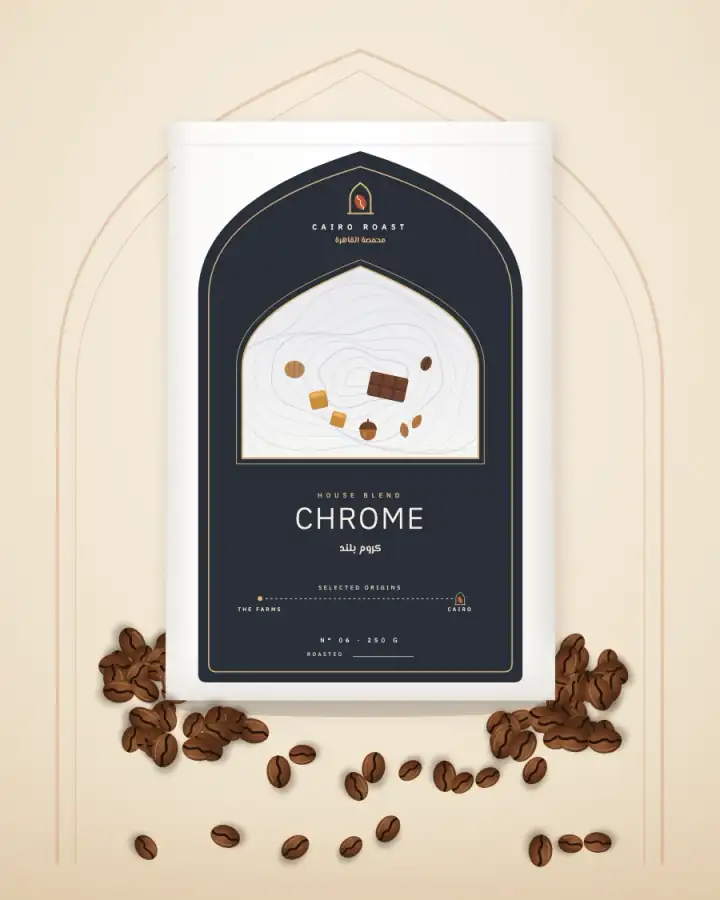 CAIRO ROAST
محمصة القاهرة
HOUSE BLEND
CHROME
كروم بلند
SELECTED ORIGINS
THE FARMS
CAIRO
N° 06 · 250 G
ROASTED